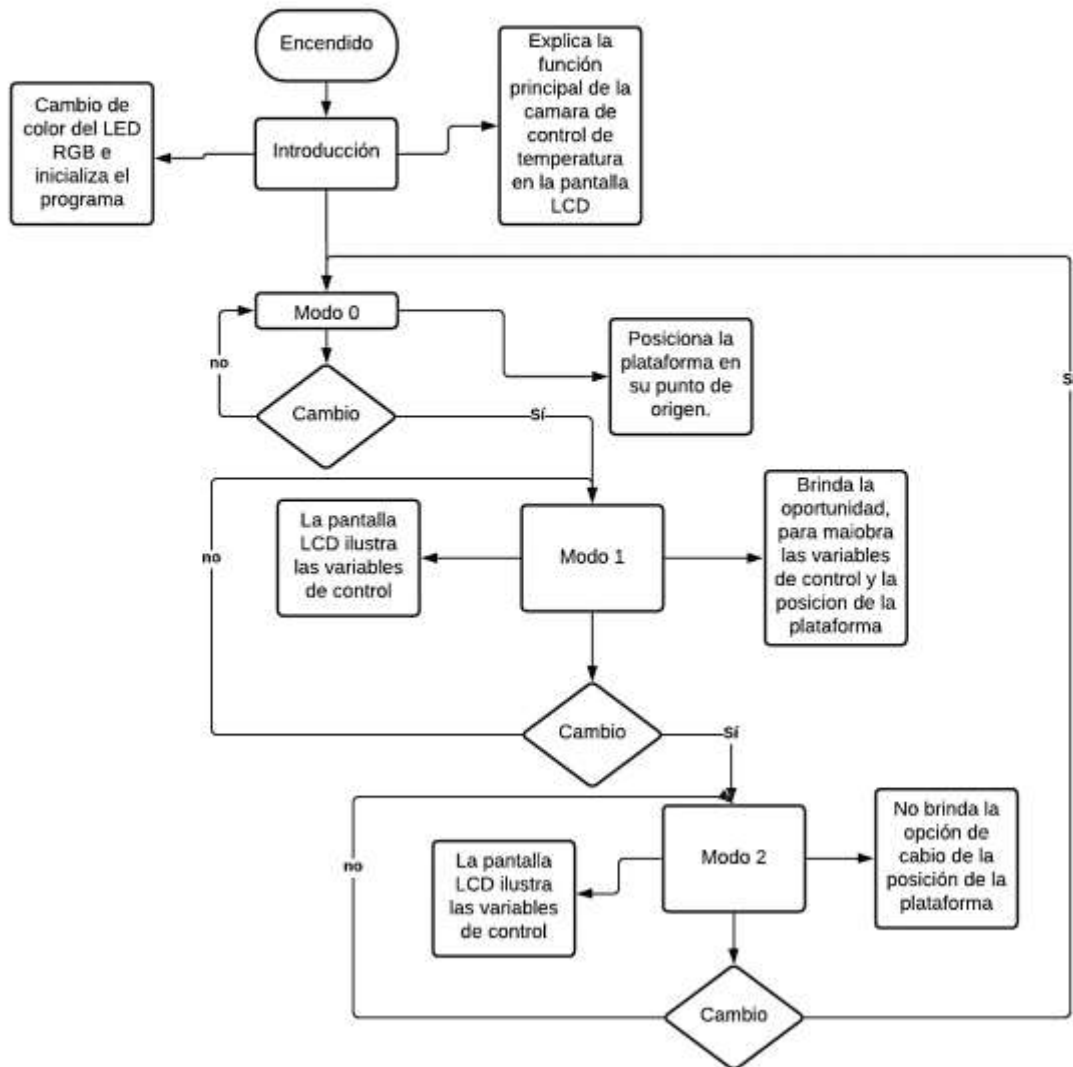 Encendido
Explica la
función
principal de la
camara de
control de
temperatura
en la pantalla
LCD
Cambio de
color del LED
RGB e
inicializa el
programa
Introducción
Modo 0
Posiciona la
plataforma en
su punto de
origen.
no
Cambio
Sí
S
Brinda la
oportunidad,
para maiobra
las variables
de control y la
posicion de la
plataforma
La pantalla
LCD ilustra
las variables
de control
Modo 1
no
Cambio
Sí
No brinda la
opción de
cabio de la
posición de la
plataforma
Modo 2
La pantalla
LCD ilustra
las variables
de control
no
Cambio